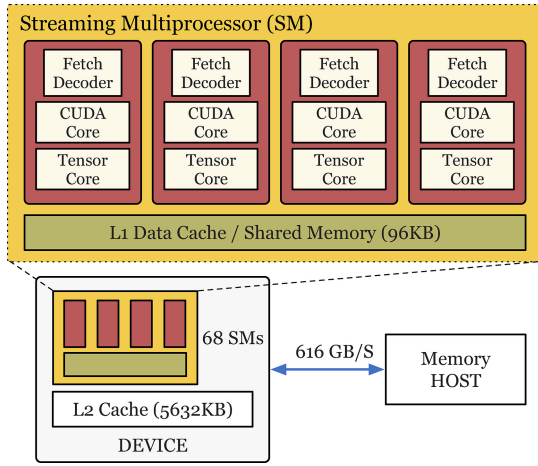 Streaming Multiprocessor (SM)
Fetch
Decoder
CUDA
Core
Tensor
Core
Fetch
Decoder
CUDA
Core
Tensor
Core
Fetch
Decoder
CUDA
Core
Tensor
Core
Fetch
Decoder
CUDA
Core
Tensor
Core
L1 Data Cache / Shared Memory (96KB)
68 SMs
L2 Cache (5632KB)
DEVICE
616 GB/S
Memory
HOST